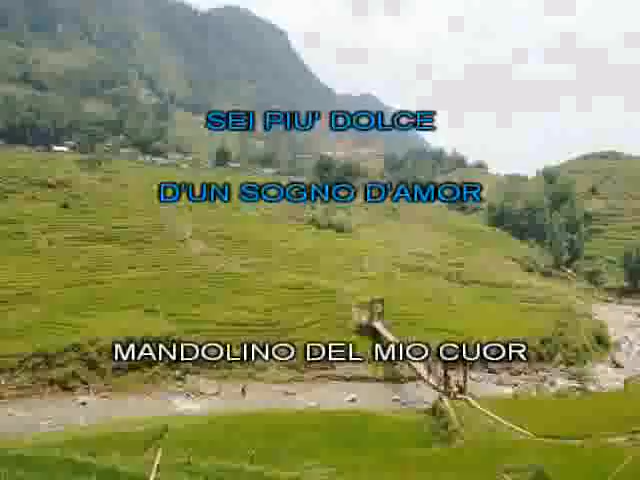 SEI PIU' DOLCE
D'UN SOGNO D'AMOR
MANDOLINO DEL MIO CUOR